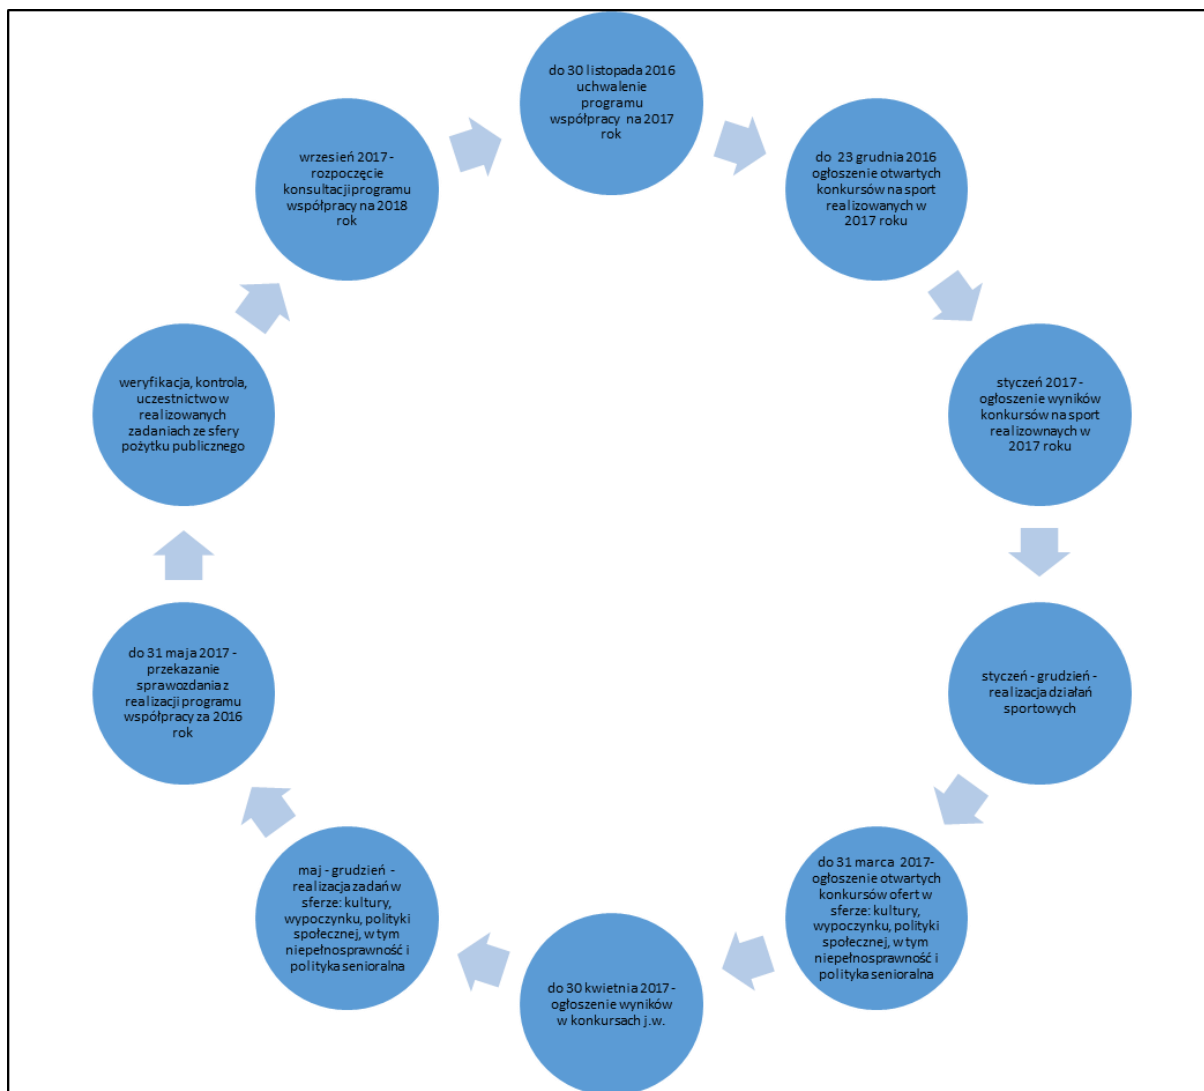 do 30 listopada 2016
uchwalenie
programu
współpracy na 2017
rok
do 23 grudnia 2016
ogłoszenie otwartych
konkursów na sport
realizowanych w
2017 roku
styczeń 2017 -
ogłoszenie wyników
konkursów na sport
realizownaych w
2017 roku
styczeń - grudzień -
realizacja działań
sportowych
do 31 marca 2017-
ogłoszenie otwartych
konkursów ofert w
sferze: kultury,
wypoczynku, polityki
społecznej, w tym
niepełnosprawność i
polityka senioralna
do 30 kwietnia 2017 -
ogłoszenie wyników
w konkursach j.w.
maj - grudzień -
realizacja zadań w
sferze: kultury,
wypoczynku, polityki
społecznej, w tym
niepełnosprawność i
polityka senioralna
do 31 maja 2017 -
przekazanie
sprawozdania z
realizacji programu
współpracy za 2016
rok
weryfikacja, kontrola,
uczestnictwo w
realizowanych
zadaniach ze sfery
pożytku publicznego
wrzesień 2017 -
rozpoczęcie
konsultacji programu
współpracy na 2018
rok